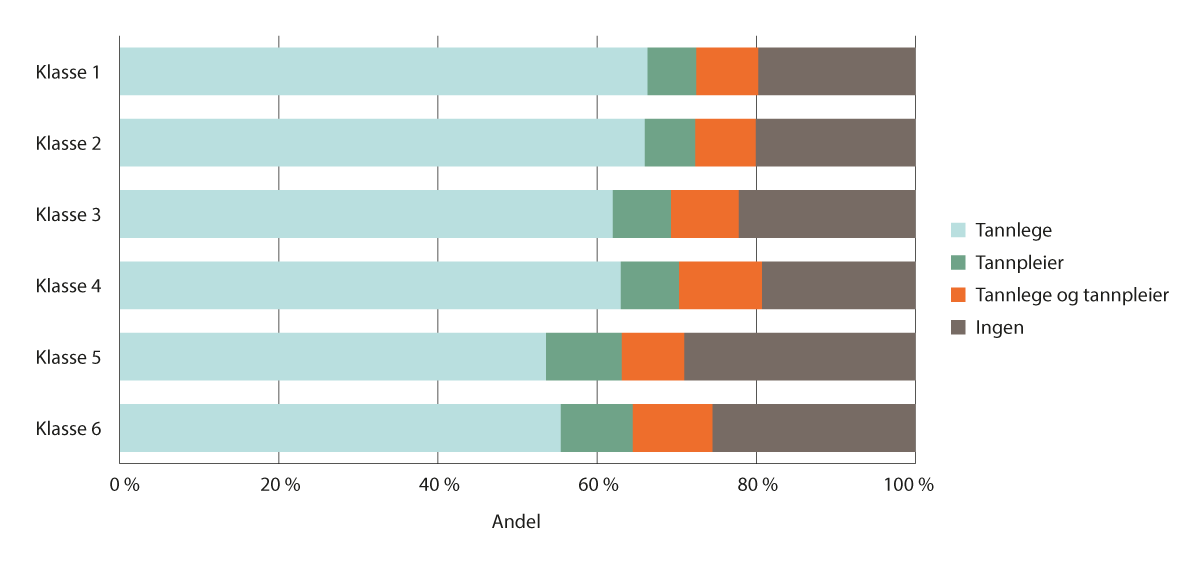 Klasse 1
Klasse 2
Klasse 3
Klasse 4
Klasse 5
Klasse 6
0 % 20 % 40 % 60 % 80 % 100 %
Andel
Tannlege
Tannpleier
Tannlege og tannpleier
Ingen